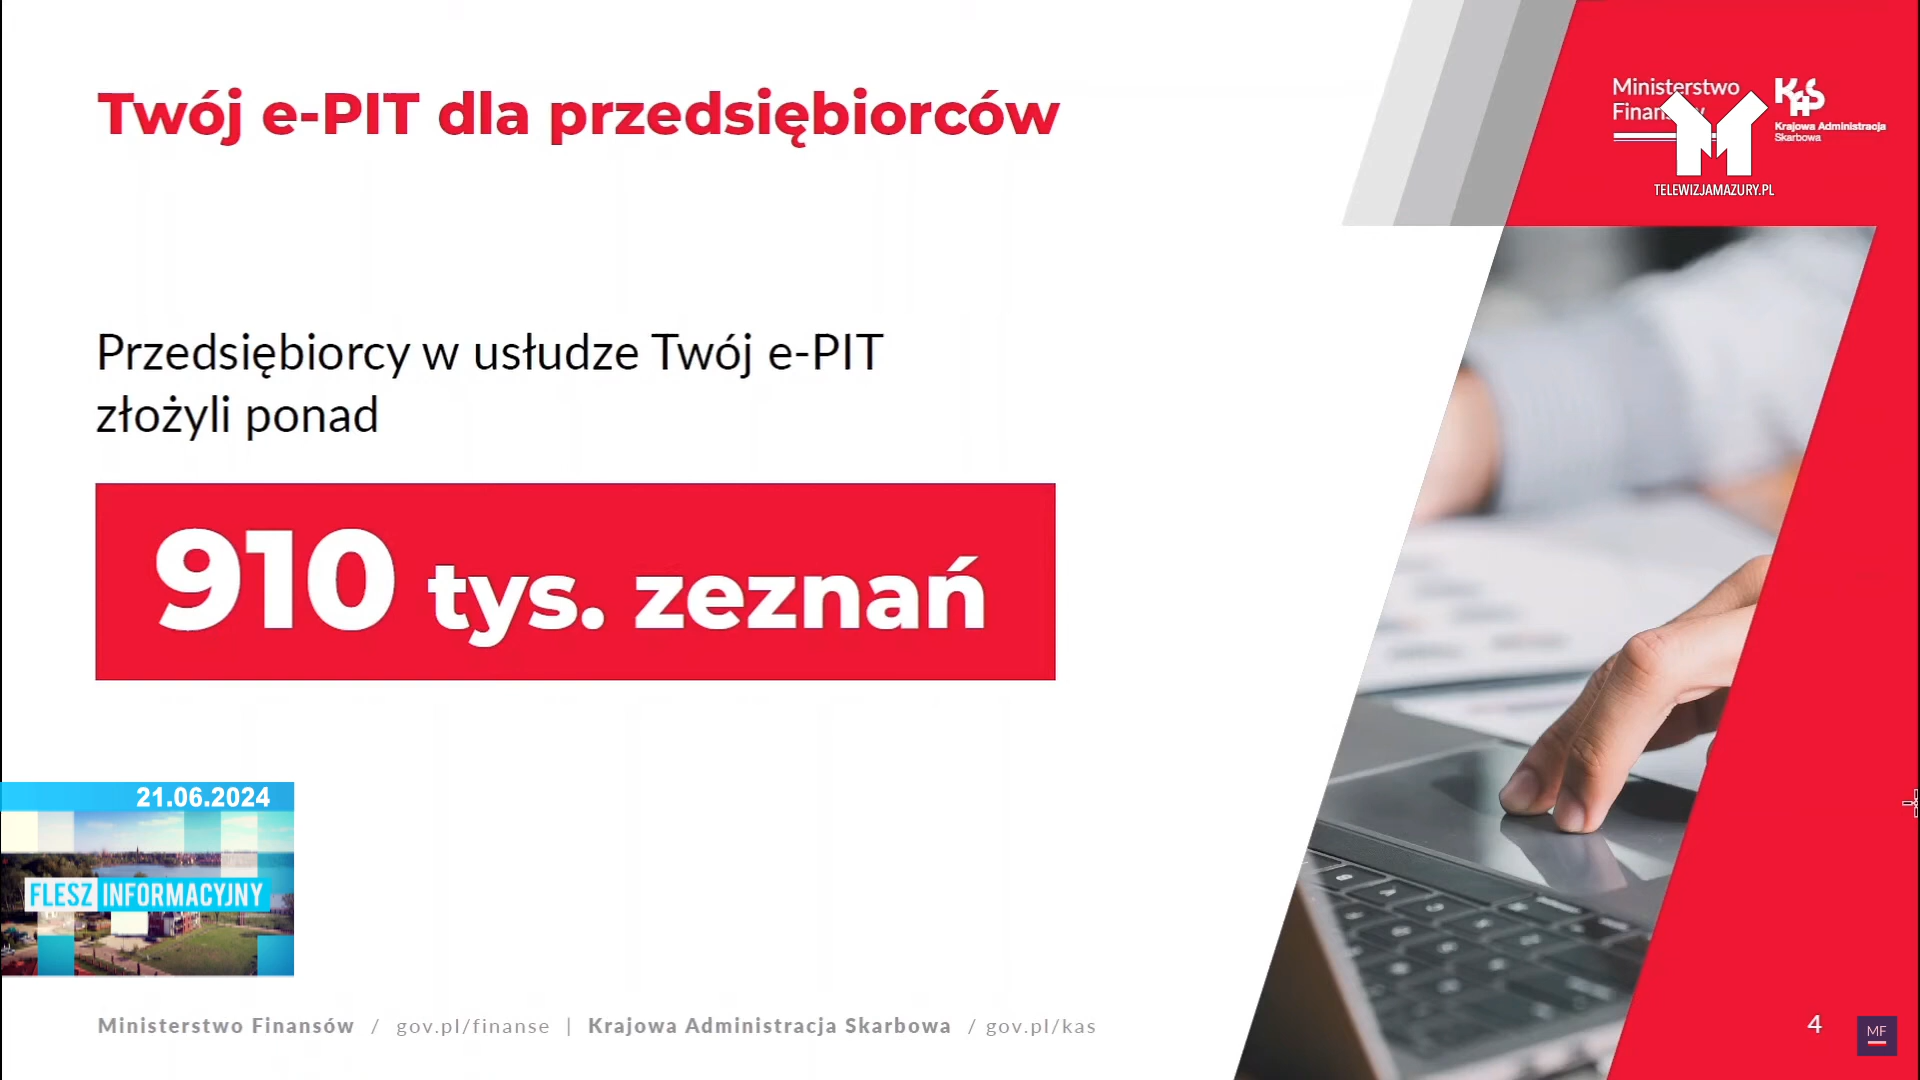 Twój e-PIT dla przedsiębiorców
Ministerstwo
KAS
Krajowa Administracja
Skarbowa
TELEWIZJAMAZURY.PL
Przedsiębiorcy w usłudze Twój e-PIT
złożyli ponad
910 tys. zeznań
21.06.2024
FLESZ INFORMACYJNY
Ministerstwo Finansów / gov.pl/finanse | Krajowa Administracja Skarbowa / gov.pl/kas
4
MF